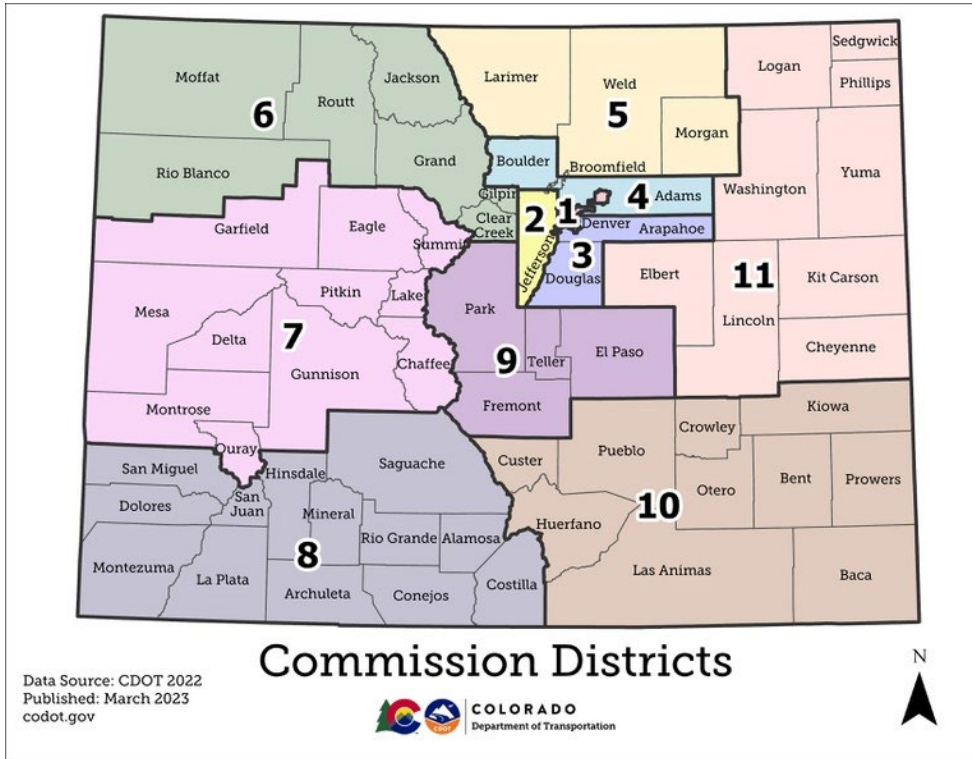 Sedgwick
Logan
Jackson
Larimer
Moffat
Weld
Phillips
Routt
6
5
Morgan
Grand
Boulder
Broomfield
Rio Blanco
Yuma
Washington
Gilpin
4
Adams
2
1
Clear
Creek
Denver
Arapahoe
Garfield
Eagle
Summit
Jefferson
3
Douglas
Elbert
11
Kit Carson
Pitkin
Lake
Mesa
Park
Lincoln
Delta
7
Cheyenne
9
Teller
El Paso
Chaffee
Gunnison
Montrose
Fremont
Kiowa
Crowley
Ouray
Pueblo
Saguache
Custer
San Miguel
Hinsdale
Bent
Prowers
Otero
San
Juan
Dolores
10
Mineral
Huerfano
Rio Grande
Alamosa
8
Montezuma
La Plata
Las Animas
Baca
Costilla
Archuleta
Conejos
Commission Districts
N
Data Source: CDOT 2022
Published: March 2023
codot.gov
C
CDOT
COLORADO
Department of Transportation